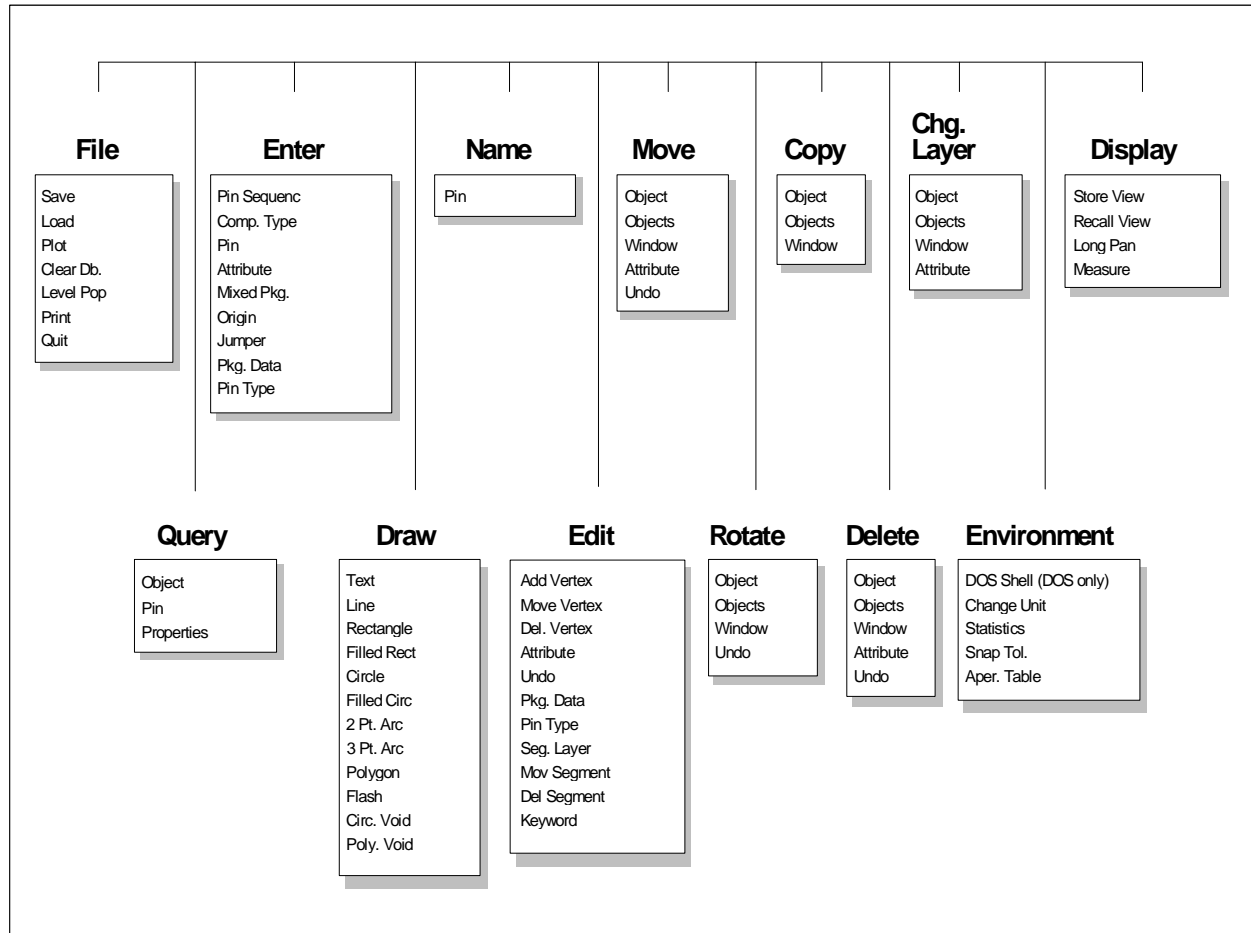 File
Save
Load
Plot
Clear Db.
Level Pop
Print
Quit
Enter
Pin Sequenc
Comp. Type
Pin
Attribute
Mixed Pkg.
Origin
Jumper
Pkg. Data
Pin Type
Name
Pin
Move
Object
Objects
Window
Attribute
Undo
Copy
Object
Objects
Window
Chg.
Layer
Object
Objects
Window
Attribute
Display
Store View
Recall View
Long Pan
Measure
Query
Object
Pin
Properties
Draw
Text
Line
Rectangle
Filled Rect
Circle
Filled Circ
2 Pt. Arc
3 Pt. Arc
Polygon
Flash
Circ. Void
Poly. Void
Edit
Add Vertex
Move Vertex
Del. Vertex
Attribute
Undo
Pkg. Data
Pin Type
Seg. Layer
Mov Segment
Del Segment
Keyword
Rotate
Object
Objects
Window
Undo
Delete
Object
Objects
Window
Attribute
Undo
Environment
DOS Shell (DOS only)
Change Unit
Statistics
Snap Tol.
Aper. Table